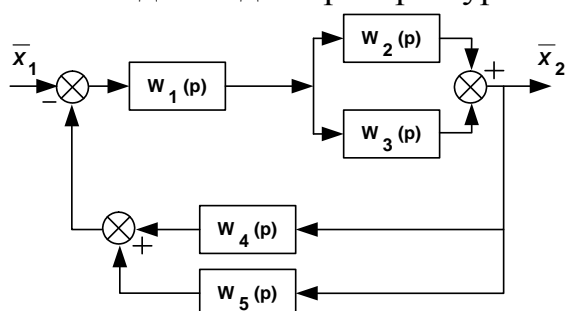 x̅₁
−
W₁(p)
W₂(p)
W₃(p)
+
x̅₂
+
W₄(p)
W₅(p)